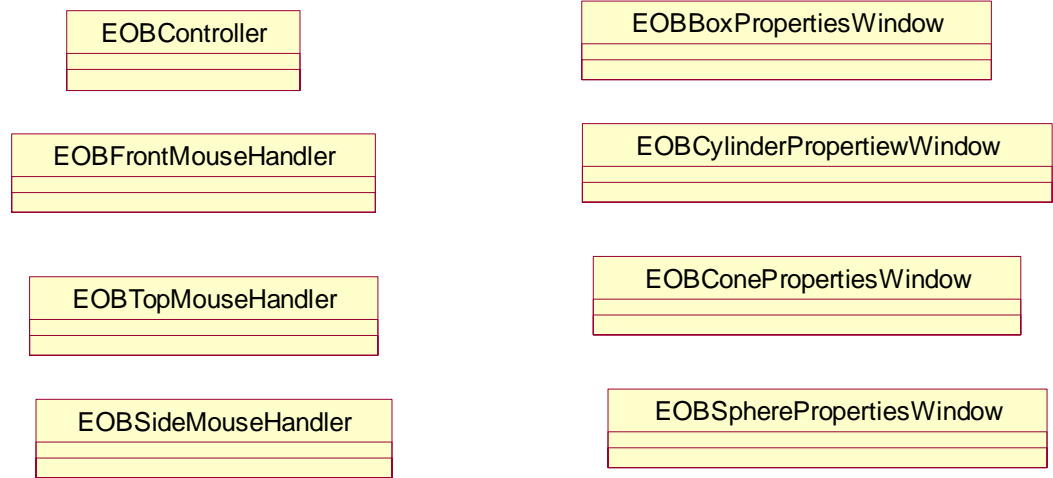 EOBController
EOBFrontMouseHandler
EOBTopMouseHandler
EOBSideMouseHandler
EOBBoxPropertiesWindow
EOBCylinderPropertiewWindow
EOBConePropertiesWindow
EOBSpherePropertiesWindow